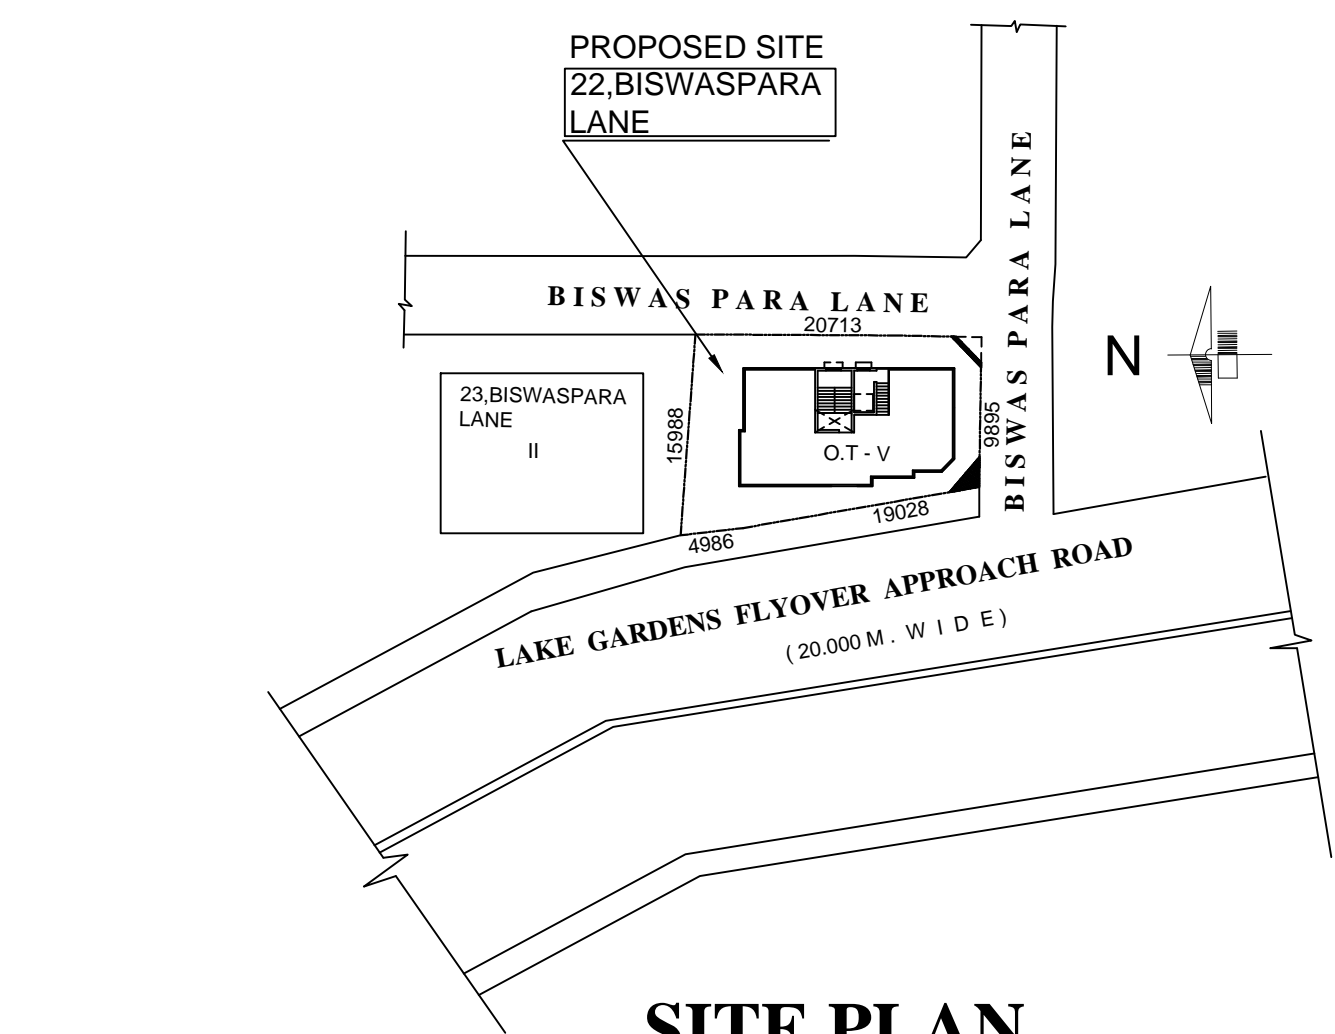 PROPOSED SITE
22,BISWASPARA
LANE
BISWAS PARA LANE
BISWAS PARA LANE
20713
N
23,BISWASPARA
LANE
II
15988
9895
X
O.T - V
19028
4986
LAKE GARDENS FLYOVER APPROACH ROAD
( 20.000 M . W I D E )
SITE PLAN